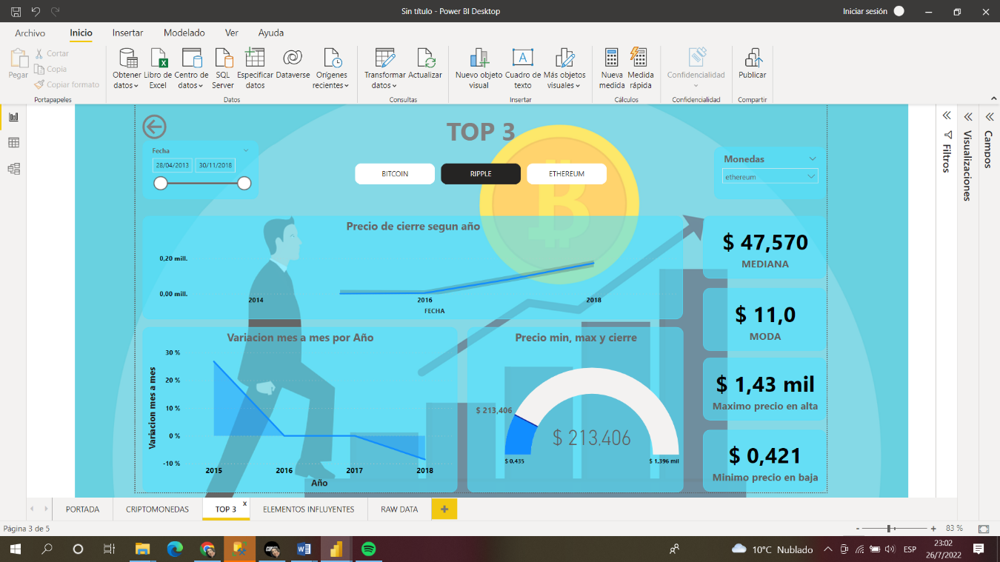 Sin título - Power BI Desktop
Iniciar sesión
Archivo Inicio Insertar Modelado Ver Ayuda
Pegar
Cortar
Copia
Copiar formato
Portapapeles
Obtener datos
Libro de Excel
Centro de datos
SQL Server
Especificar datos
Dataverse
Orígenes recientes
Datos
Transformar datos
Actualizar
Consultas
Nuevo objeto visual
Cuadro de texto
Más objetos visuales
Insertar
Nueva medida
Medida rápida
Cálculos
Confidencialidad
Confidencialidad
Publicar
Compartir
TOP 3
Fecha
28/04/2013 30/11/2018
BITCOIN RIPPLE ETHEREUM
Monedas
ethereum
Filtros
Visualizaciones
Campos
Precio de cierre segun año
0,20 mill.
0,00 mill.
2014 2016 2018
FECHA
$ 47,570
MEDIANA
$ 11,0
MODA
$ 1,43 mil
Maximo precio en alta
$ 0,421
Minimo precio en baja
Variacion mes a mes por Año
Variacion mes a mes
30 %
20 %
10 %
0 %
-10 %
2015 2016 2017 2018
Año
Precio min, max y cierre
$ 213,406
$ 213,406
$ 0,435
$ 1,396 mil
PORTADA CRIPTOMONEDAS TOP 3 x ELEMENTOS INFLUYENTES RAW DATA +
Página 3 de 5
- + 83 %
10°C Nublado
ESP
23:02
26/7/2022